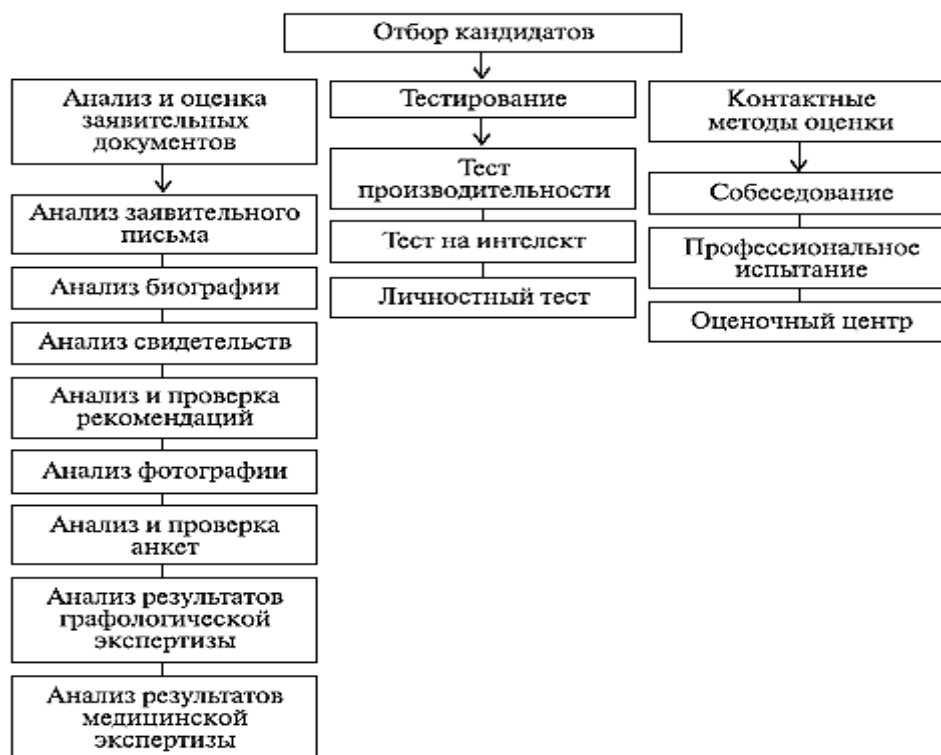 Отбор кандидатов
Анализ и оценка
заявительных
документов
Анализ заявительного
письма
Анализ биографии
Анализ свидетельств
Анализ и проверка
рекомендаций
Анализ фотографии
Анализ и проверка
анкет
Анализ результатов
графологической
экспертизы
Анализ результатов
медицинской
экспертизы
Тестирование
Тест
производительности
Тест на интелект
Личностный тест
Контактные
методы оценки
Собеседование
Профессиональное
испытание
Оценочный центр